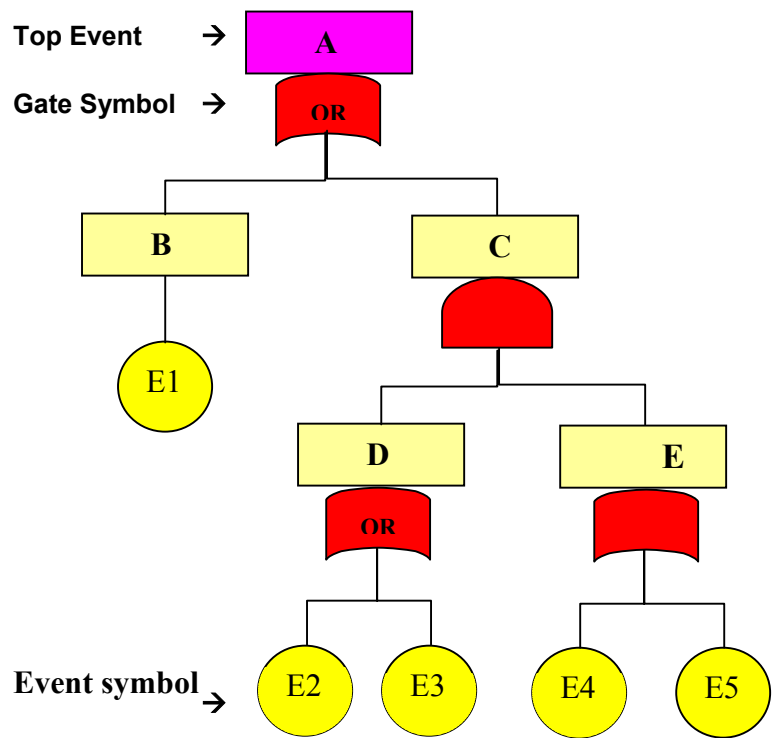 Top Event → A
Gate Symbol → OR
B C
E1
D E
OR
E2 E3 E4 E5
Event symbol →